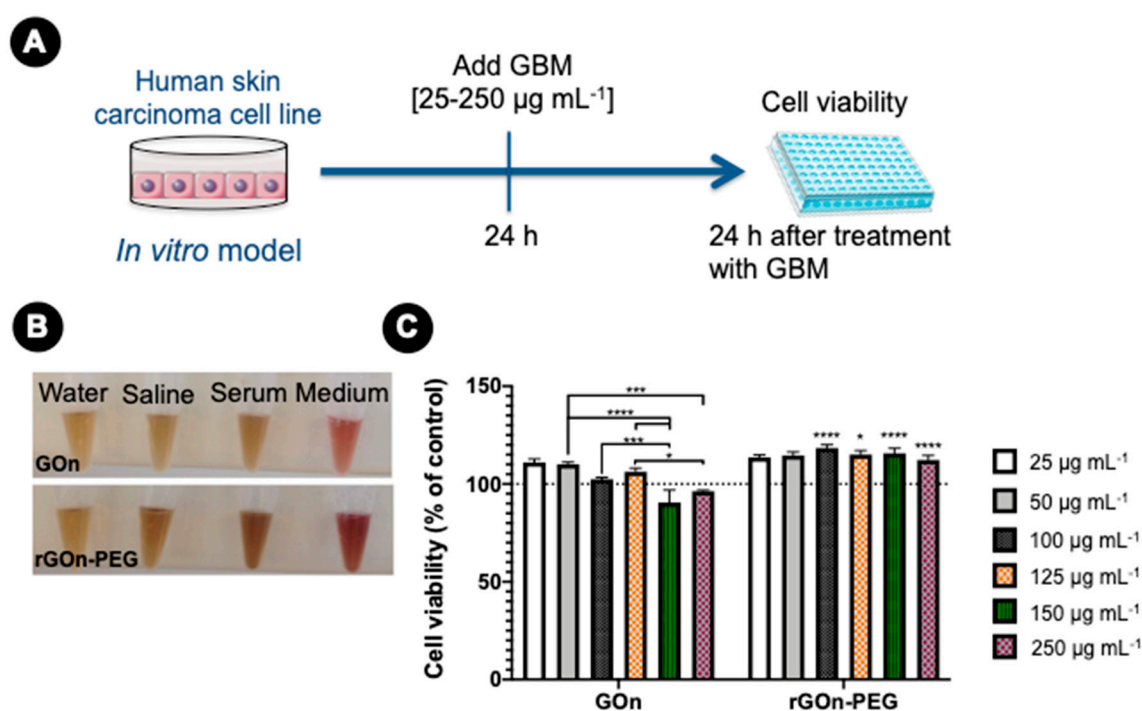 A
Human skin
carcinoma cell line
In vitro model
Add GBM
[25-250 µg mL⁻¹]
24 h
Cell viability
24 h after treatment
with GBM
B
Water Saline Serum Medium
GOn
rGOn-PEG
C
Cell viability (% of control)
150
100
50
0
***
****
***
*
**** * **** ****
GOn rGOn-PEG
25 µg mL⁻¹
50 µg mL⁻¹
100 µg mL⁻¹
125 µg mL⁻¹
150 µg mL⁻¹
250 µg mL⁻¹